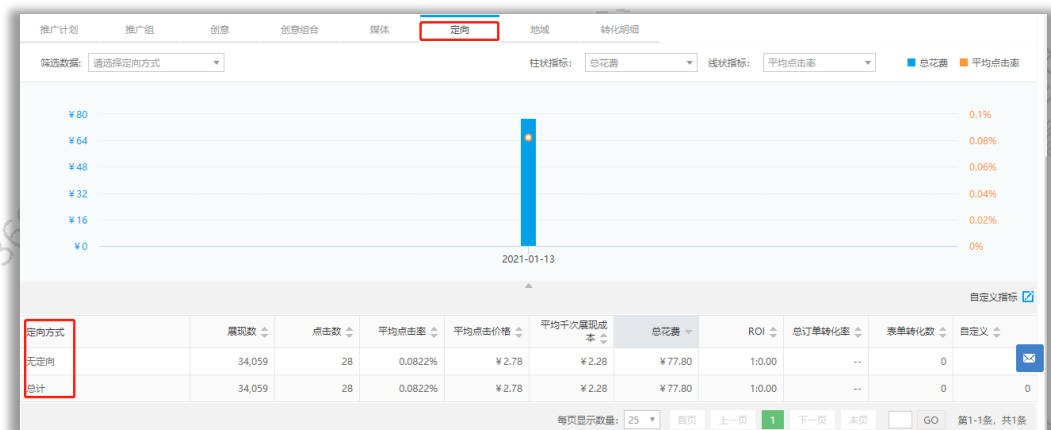 推广计划 推广组 创意 创意组合 媒体 定向 地域 转化明细
筛选数据: 请选择定向方式 柱状指标: 总花费 线状指标: 平均点击率 总花费 平均点击率
¥80 0.1%
¥64 0.08%
¥48 0.06%
¥32 0.04%
¥16 0.02%
¥0 0%
2021-01-13
自定义指标
定向方式 展现数 点击数 平均点击率 平均点击价格 平均千次展现成本 总花费 ROI 总订单转化率 表单转化数 自定义
无定向 34,059 28 0.0822% ¥2.78 ¥2.28 ¥77.80 1:0.00 -- 0
总计 34,059 28 0.0822% ¥2.78 ¥2.28 ¥77.80 1:0.00 -- 0 0
每页显示数量: 25 首页 上一页 1 下一页 末页 GO 第1-1条, 共1条